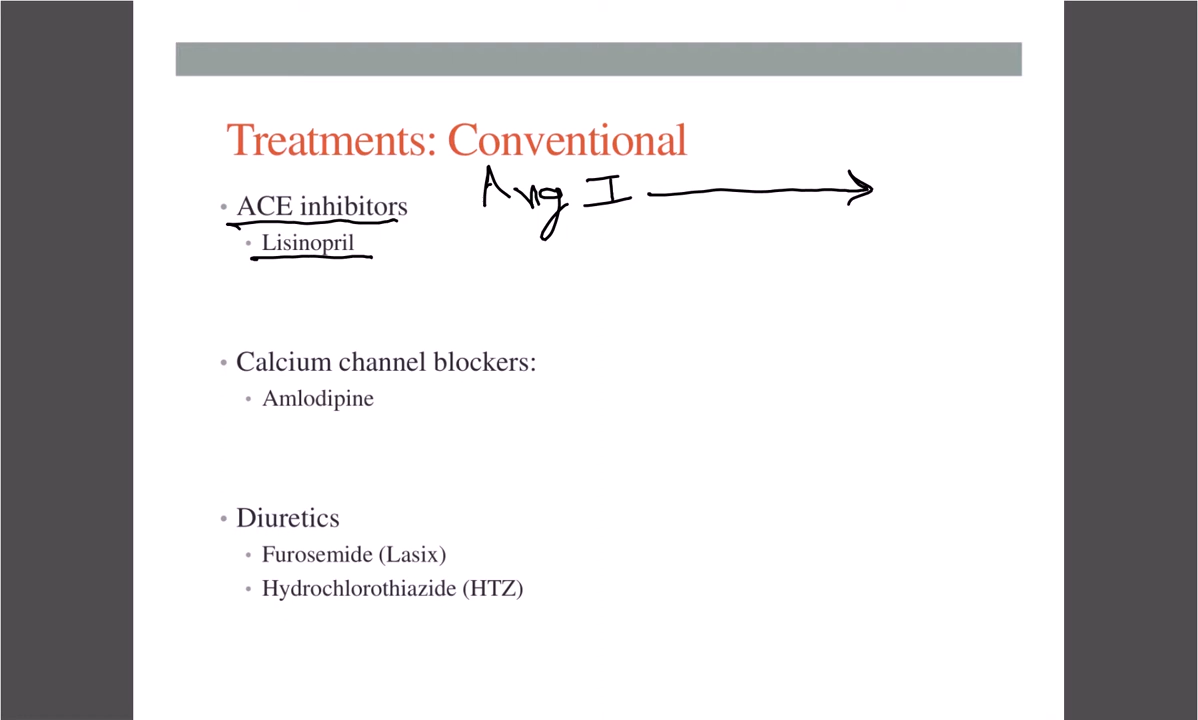 Treatments: Conventional
• ACE inhibitors
Ang I
• Lisinopril
• Calcium channel blockers:
• Amlodipine
• Diuretics
• Furosemide (Lasix)
• Hydrochlorothiazide (HTZ)